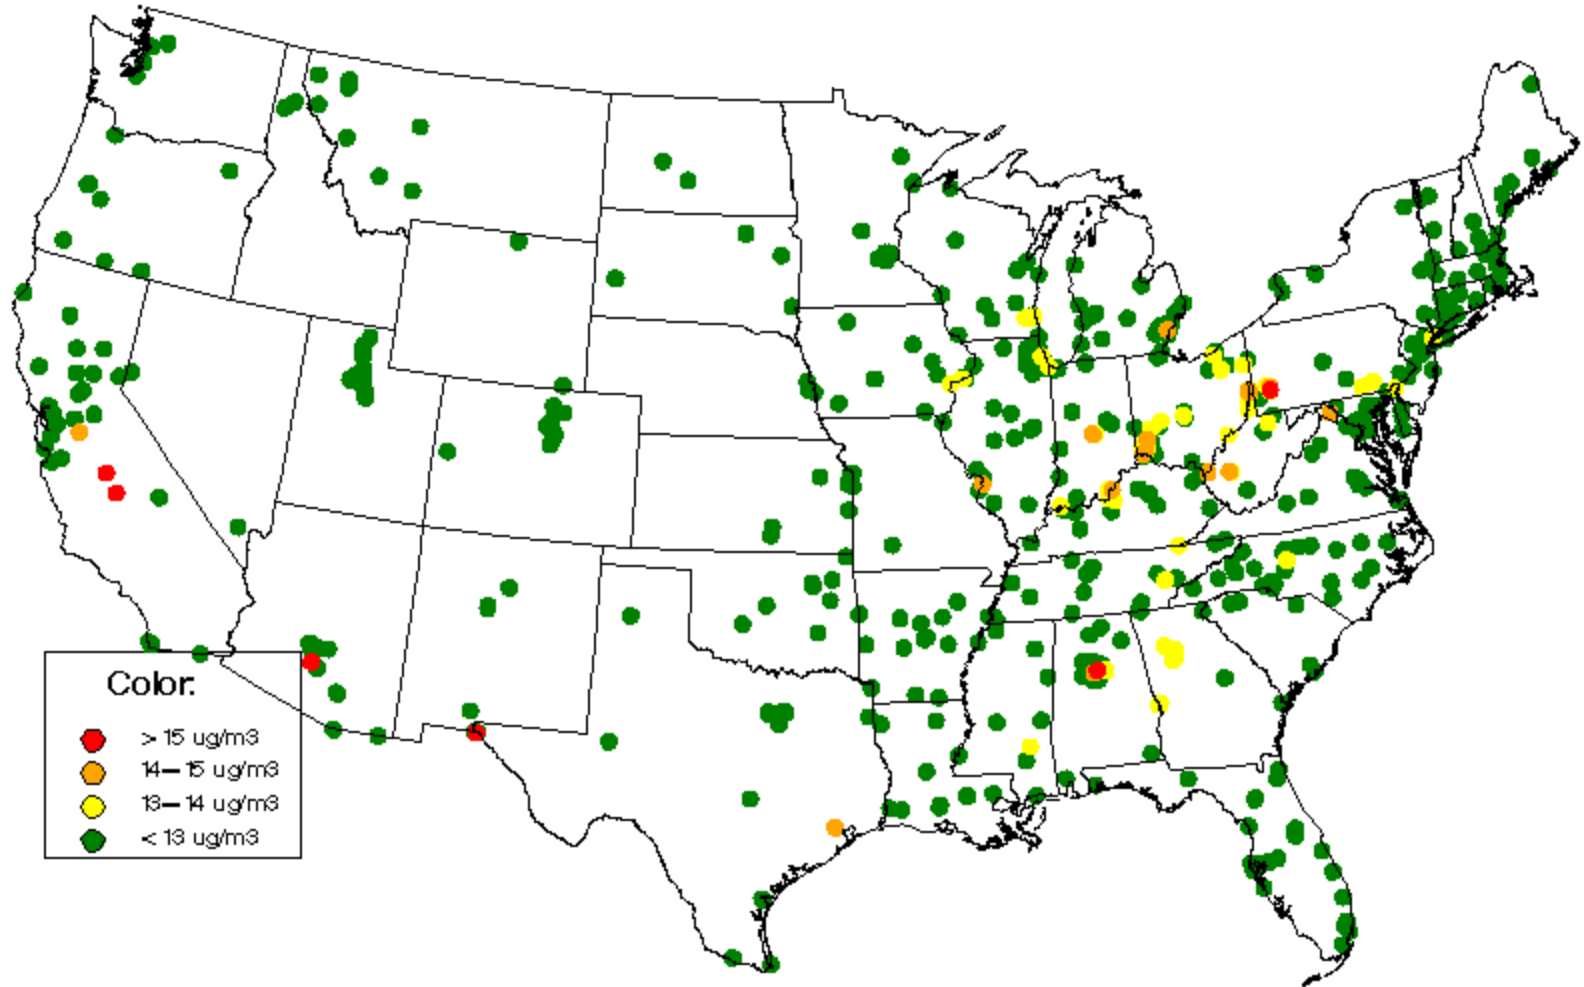 Color:
> 15 ug/m3
14–15 ug/m3
13–14 ug/m3
< 13 ug/m3